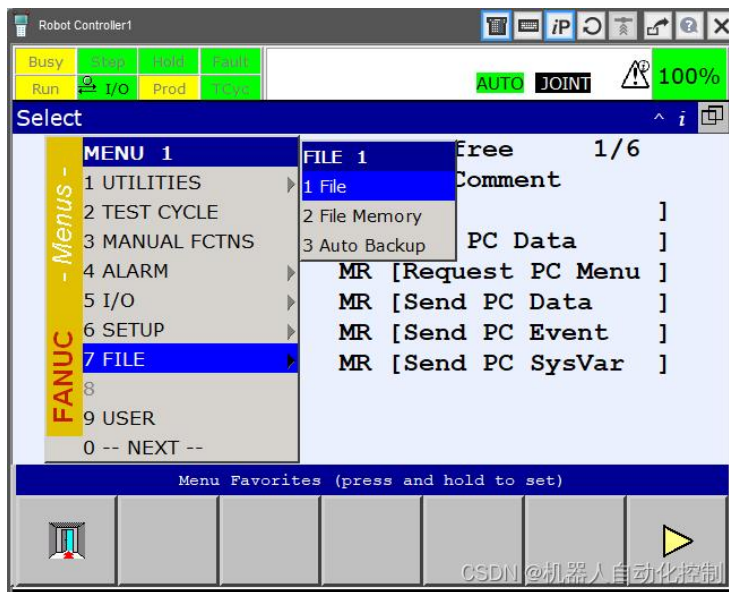 Robot Controller1
iP
Busy Step Hold Fault
Run I/O Prod TCyc
AUTO JOINT 100%
Select
FANUC - Menus -
MENU 1
1 UTILITIES
2 TEST CYCLE
3 MANUAL FCTNS
4 ALARM
5 I/O
6 SETUP
7 FILE
8
9 USER
0 -- NEXT --
FILE 1
1 File
2 File Memory
3 Auto Backup
free 1/6
Comment
]
PC Data ]
MR [Request PC Menu ]
MR [Send PC Data ]
MR [Send PC Event ]
MR [Send PC SysVar ]
Menu Favorites (press and hold to set)
CSDN @机器人自动化控制